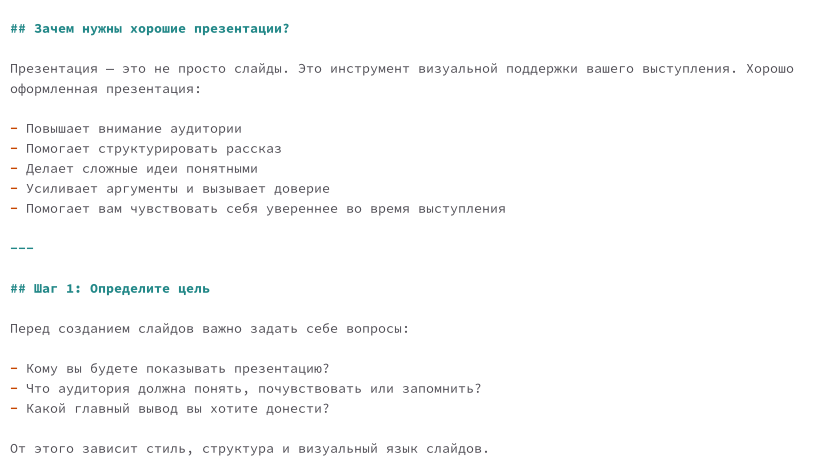 ## Зачем нужны хорошие презентации?
Презентация — это не просто слайды. Это инструмент визуальной поддержки вашего выступления. Хорошо
оформленная презентация:
- Повышает внимание аудитории
- Помогает структурировать рассказ
- Делает сложные идеи понятными
- Усиливает аргументы и вызывает доверие
- Помогает вам чувствовать себя увереннее во время выступления
---
## Шаг 1: Определите цель
Перед созданием слайдов важно задать себе вопросы:
- Кому вы будете показывать презентацию?
- Что аудитория должна понять, почувствовать или запомнить?
- Какой главный вывод вы хотите донести?
От этого зависит стиль, структура и визуальный язык слайдов.